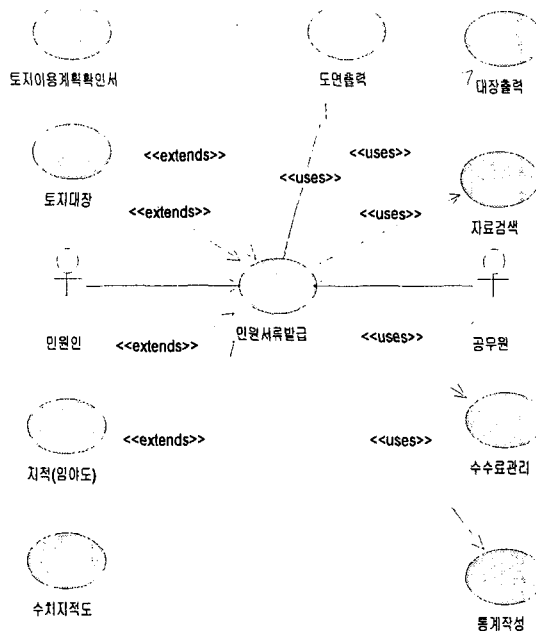 토지이용계획확인서
도면출력
대장출력
<<extends>>
<<uses>>
토지대장
<<uses>>
<<extends>>
<<uses>>
자료검색
민원인
<<extends>>
민원서류발급
<<uses>>
공무원
지적(임야도)
<<extends>>
<<uses>>
수수료관리
수치지적도
통계작성